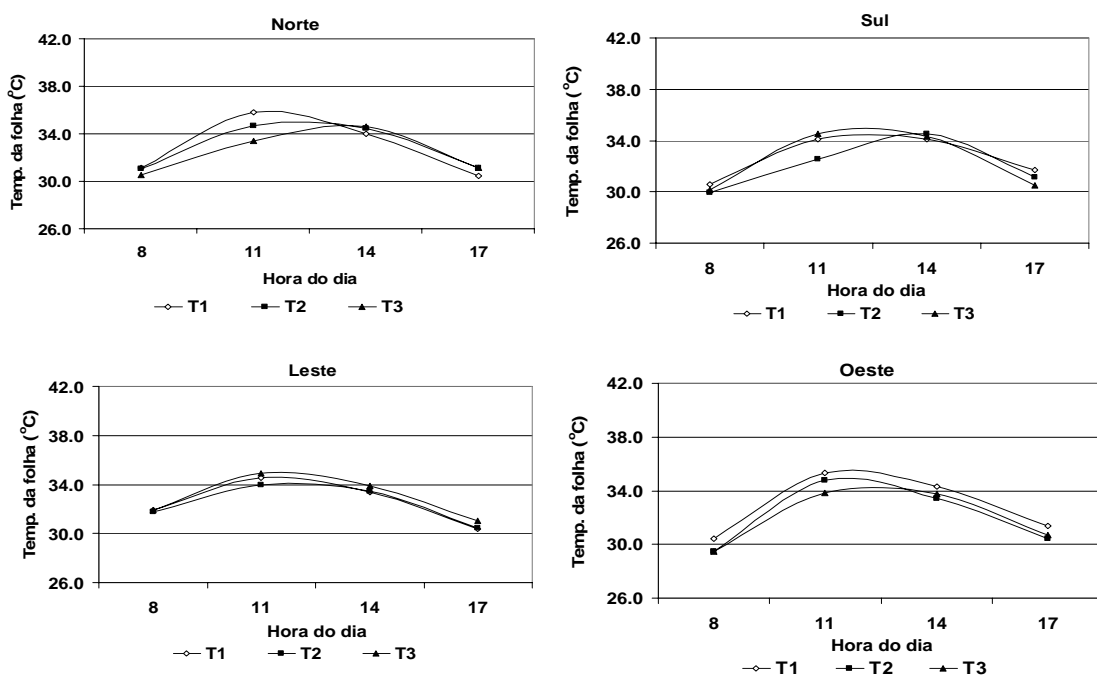 Norte
Temp. da folha (°C)
42.0
38.0
34.0
30.0
26.0
8 11 14 17
Hora do dia
T1 T2 T3
Sul
Temp. da folha (°C)
42.0
38.0
34.0
30.0
26.0
8 11 14 17
Hora do dia
T1 T2 T3
Leste
Temp. da folha (°C)
42.0
38.0
34.0
30.0
26.0
8 11 14 17
Hora do dia
T1 T2 T3
Oeste
Temp. da folha (°C)
42.0
38.0
34.0
30.0
26.0
8 11 14 17
Hora do dia
T1 T2 T3